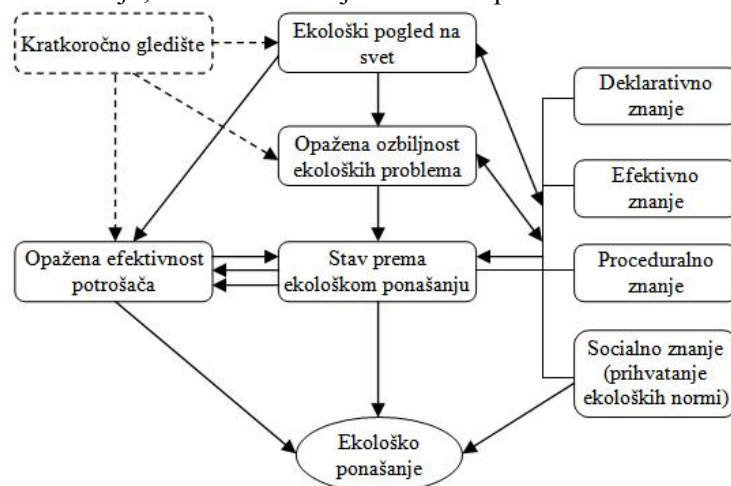 Kratkoročno gledište
Ekološki pogled na
svet
Deklarativno
znanje
Opažena ozbiljnost
ekoloških problema
Efektivno
znanje
Opažena efektivnost
potrošača
Stav prema
ekološkom ponašanju
Proceduralno
znanje
Socialno znanje
(prihvatanje
ekoloških normi)
Ekološko
ponašanje